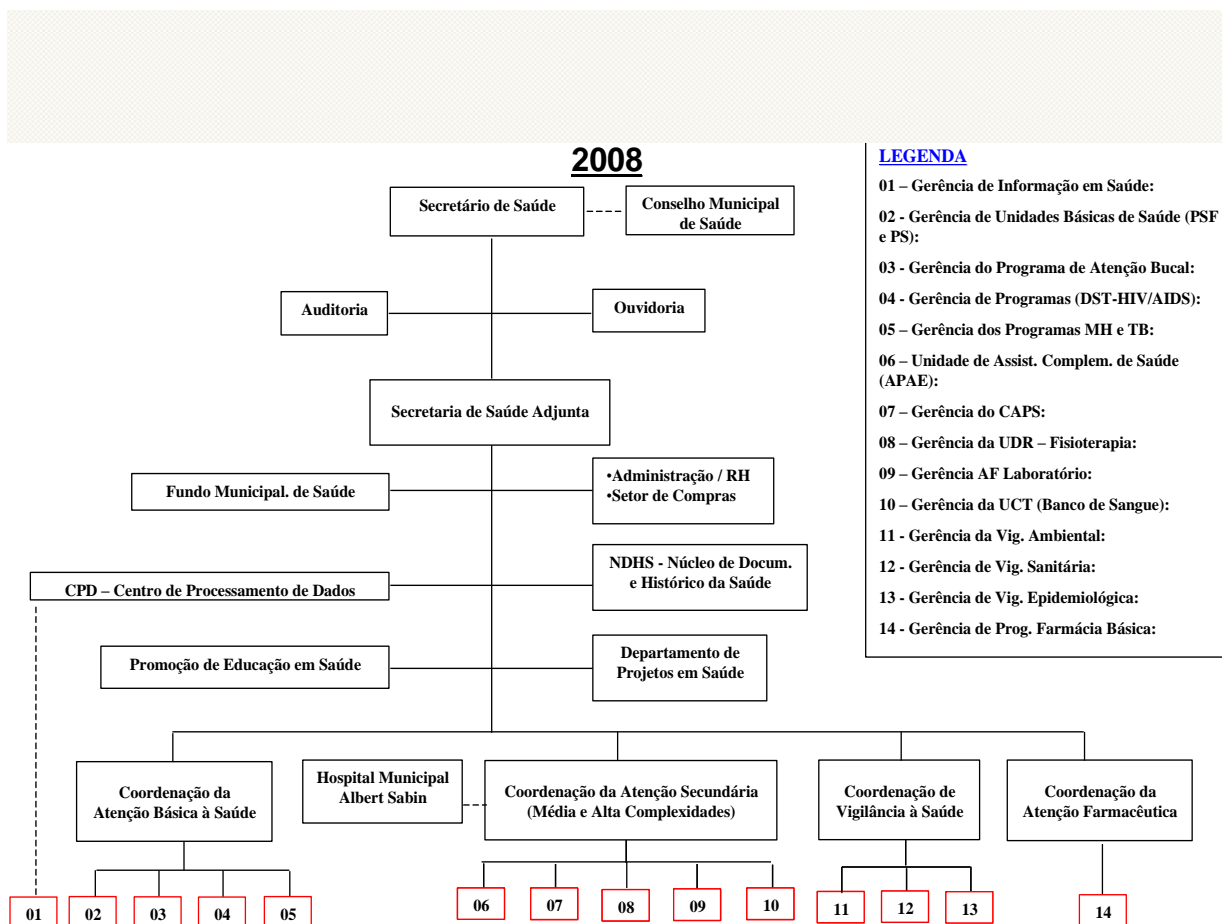 2008
Secretário de Saúde
Conselho Municipal
de Saúde
Auditoria
Ouvidoria
Secretaria de Saúde Adjunta
Fundo Municipal. de Saúde
•Administração / RH
•Setor de Compras
CPD – Centro de Processamento de Dados
NDHS - Núcleo de Docum.
e Histórico da Saúde
Promoção de Educação em Saúde
Departamento de
Projetos em Saúde
Coordenação da
Atenção Básica à Saúde
Hospital Municipal
Albert Sabin
Coordenação da Atenção Secundária
(Média e Alta Complexidades)
Coordenação de
Vigilância à Saúde
Coordenação da
Atenção Farmacêutica
01
02
03
04
05
06
07
08
09
10
11
12
13
14
LEGENDA
01 – Gerência de Informação em Saúde:
02 - Gerência de Unidades Básicas de Saúde (PSF
e PS):
03 - Gerência do Programa de Atenção Bucal:
04 - Gerência de Programas (DST-HIV/AIDS):
05 – Gerência dos Programas MH e TB:
06 – Unidade de Assist. Complem. de Saúde
(APAE):
07 – Gerência do CAPS:
08 – Gerência da UDR – Fisioterapia:
09 – Gerência AF Laboratório:
10 – Gerência da UCT (Banco de Sangue):
11 - Gerência da Vig. Ambiental:
12 - Gerência de Vig. Sanitária:
13 - Gerência de Vig. Epidemiológica:
14 - Gerência de Prog. Farmácia Básica: